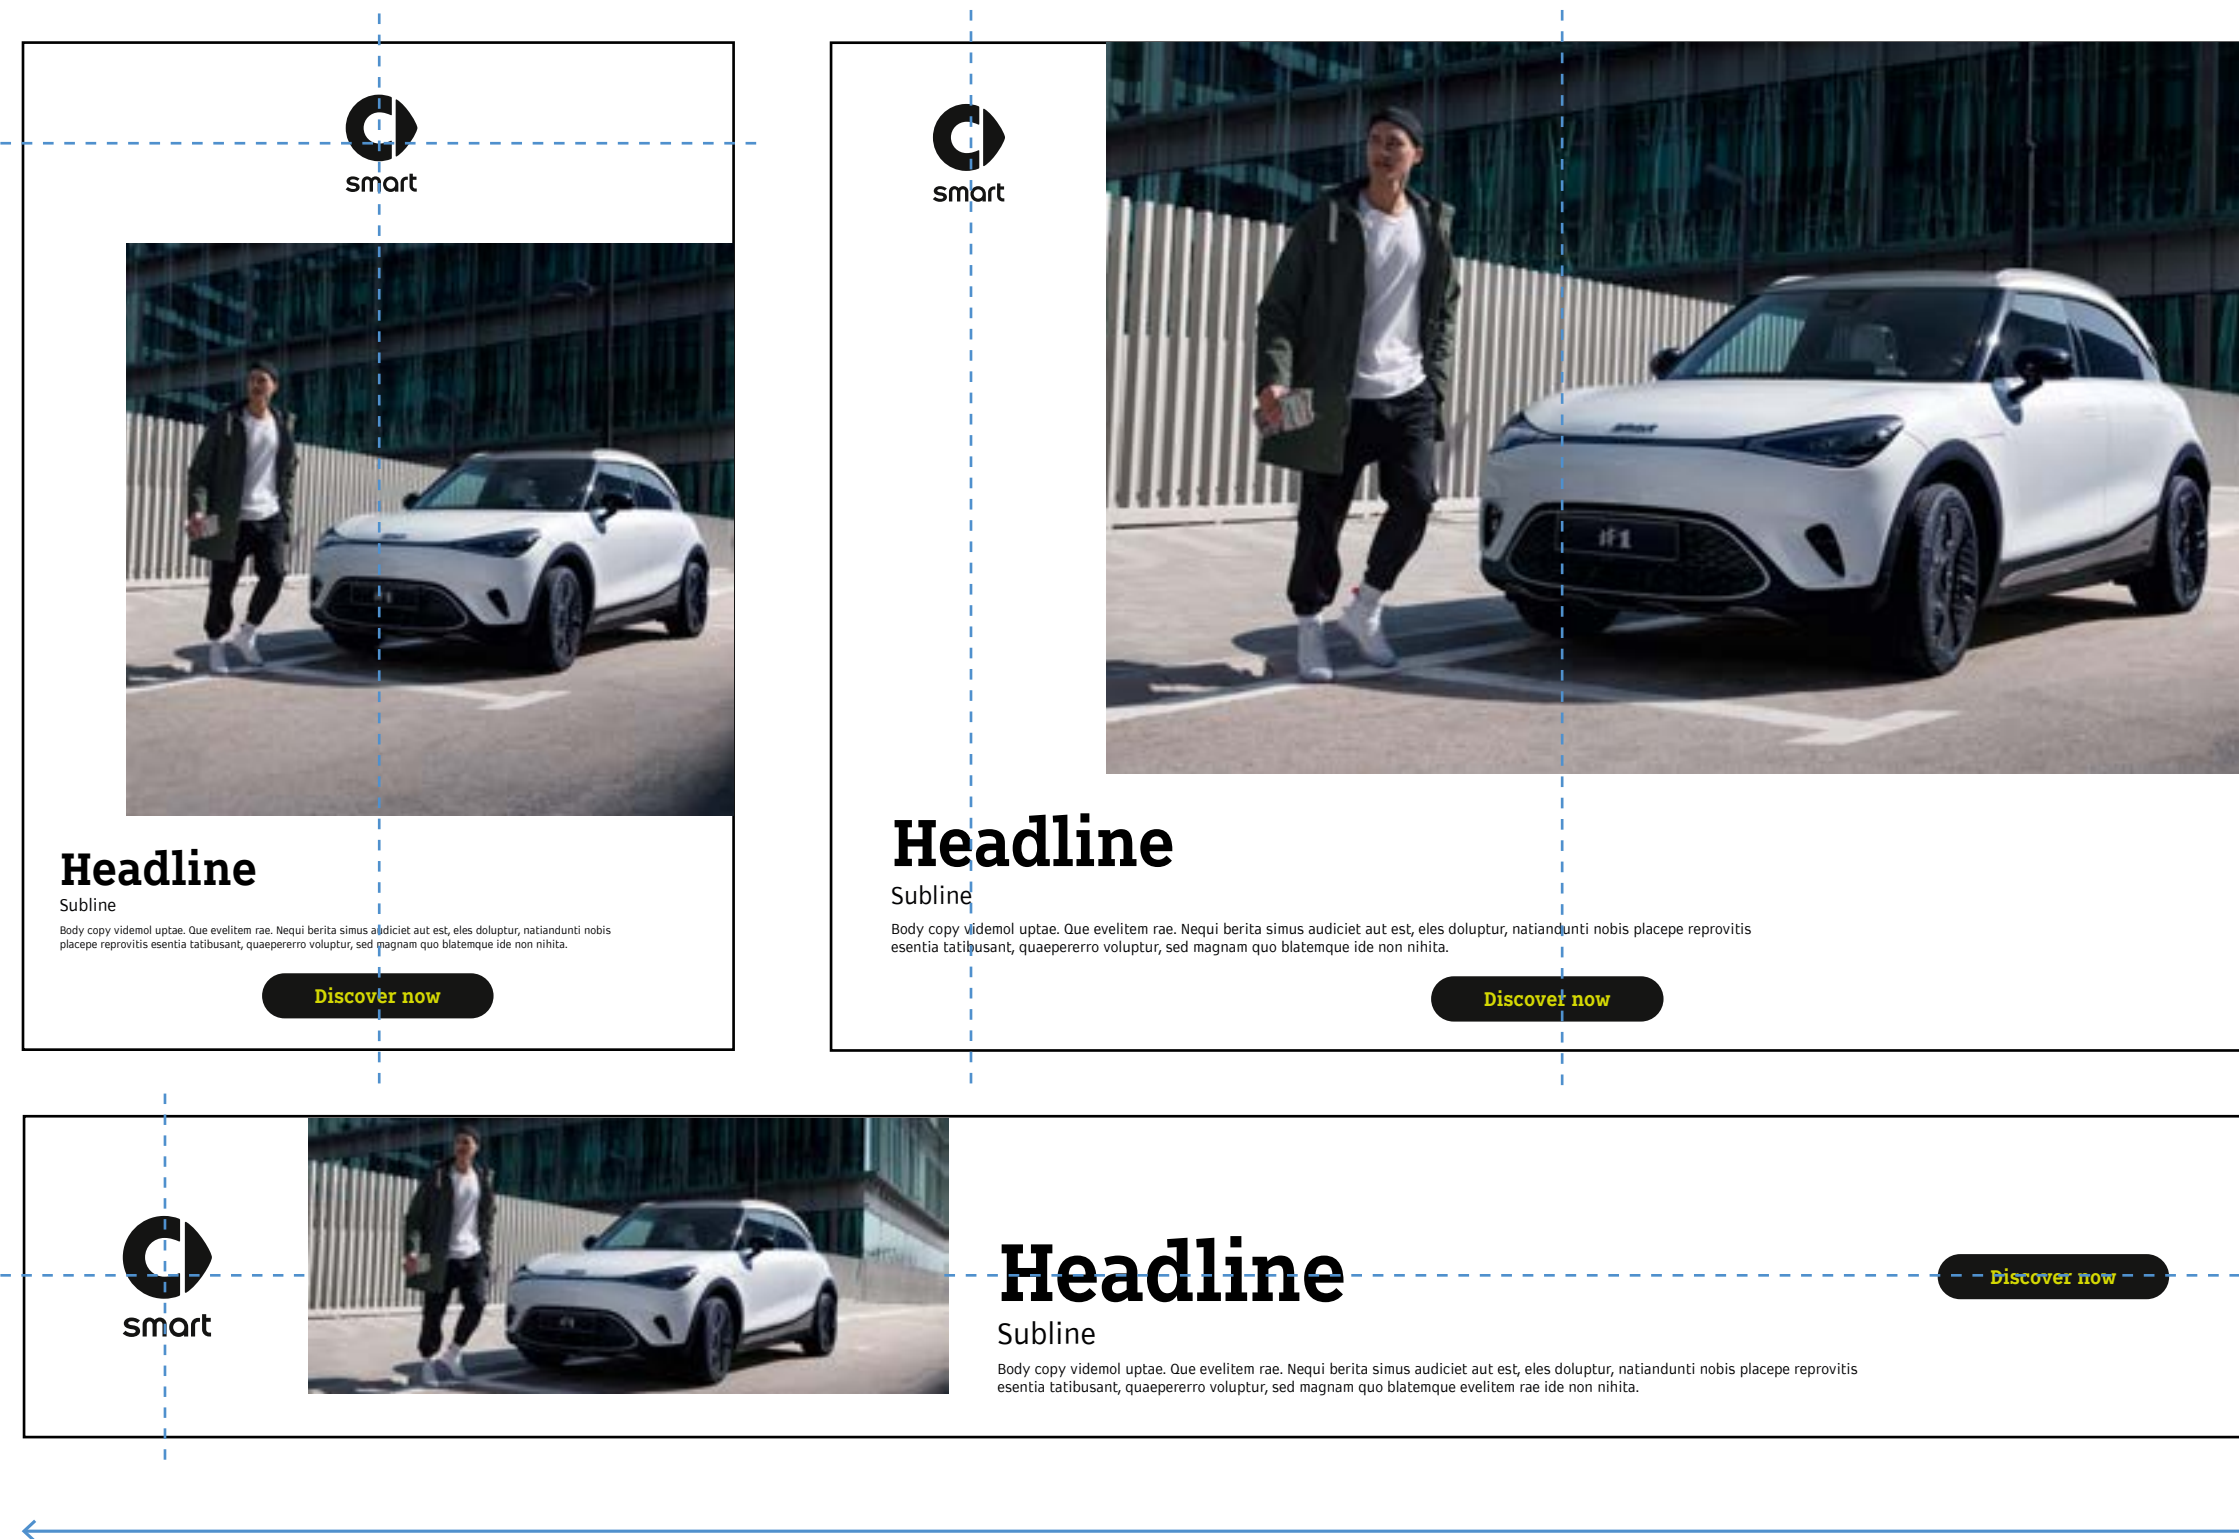 smart
Headline
Subline
Body copy videmol uptae. Que evelitem rae. Nequi berita simus audiciet aut est, eles doluptur, natiandunti nobis
placepe reprovitis esentia tatibusant, quaepererro voluptur, sed magnam quo blatemque ide non nihita.
Discover now
smart
#1
Headline
Subline
Body copy videmol uptae. Que evelitem rae. Nequi berita simus audiciet aut est, eles doluptur, natiandunti nobis placepe reprovitis
esentia tatibusant, quaepererro voluptur, sed magnam quo blatemque ide non nihita.
Discover now
smart
Headline
Subline
Body copy videmol uptae. Que evelitem rae. Nequi berita simus audiciet aut est, eles doluptur, natiandunti nobis placepe reprovitis
esentia tatibusant, quaepererro voluptur, sed magnam quo blatemque evelitem rae ide non nihita.
Discover now